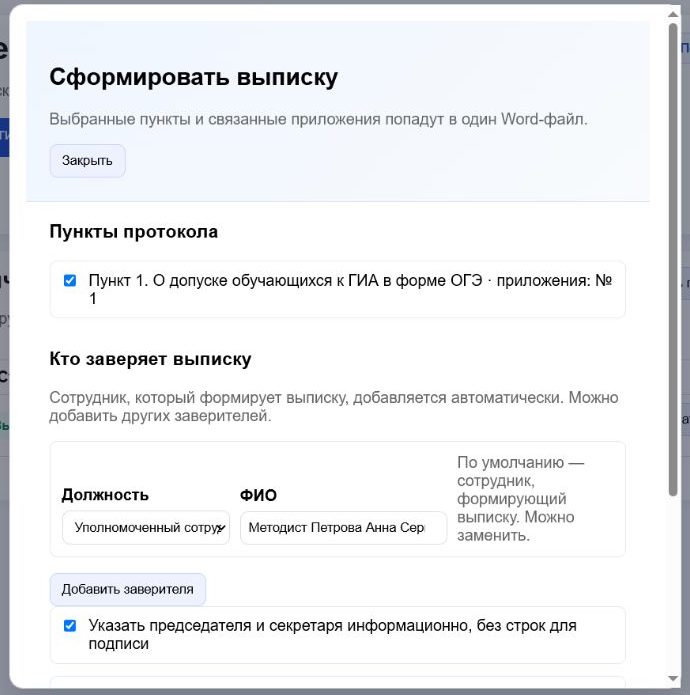 Сформировать выписку
Выбранные пункты и связанные приложения попадут в один Word-файл.
Закрыть
Пункты протокола
Пункт 1. О допуске обучающихся к ГИА в форме ОГЭ · приложения: №
1
Кто заверяет выписку
Сотрудник, который формирует выписку, добавляется автоматически. Можно
добавить других заверителей.
По умолчанию —
сотрудник,
формирующий
выписку. Можно
заменить.
Должность
ФИО
Уполномоченный сотру
Методист Петрова Анна Сер
Добавить заверителя
Указать председателя и секретаря информационно, без строк для
подписи